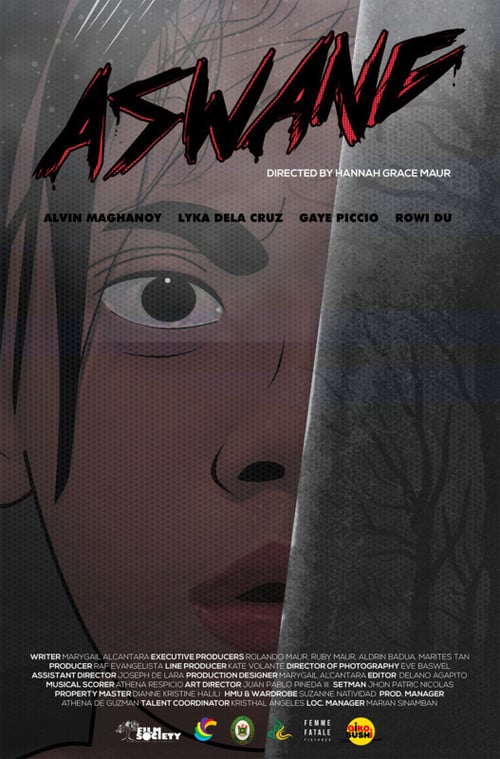 ASWANG
DIRECTED BY HANNAH GRACE MAUR
ALVIN MAGHANOY LYKA DELA CRUZ GAYE PICCIO ROWI DU
WRITER MARYGAIL ALCANTARA EXECUTIVE PRODUCERS ROLANDO MAUR, RUBY MAUR, ALDRIN BADUA, MARITES TAN
PRODUCER RAF EVANGELISTA LINE PRODUCER KATE VOLANTE DIRECTOR OF PHOTOGRAPHY EVE BASWEL
ASSISTANT DIRECTOR JOSEPH DE LARA PRODUCTION DESIGNER MARYGAIL ALCANTARA EDITOR DELANO AGAPITO
MUSICAL SCORER ATHENA RESPICIO ART DIRECTOR JUAN PABLO PINEDA III SETMAN JHON PATRIC NICOLAS
PROPERTY MASTER DIANNE KRISTINE HALILI HMU & WARDROBE SUZANNE NATIVIDAD PROD. MANAGER
ATHENA DE GUZMAN TALENT COORDINATOR KRISTHAL ANGELES LOC. MANAGER MARIAN SINAMBAN
FILM
SOCIETY
FEMME
FATALE
PICTURES